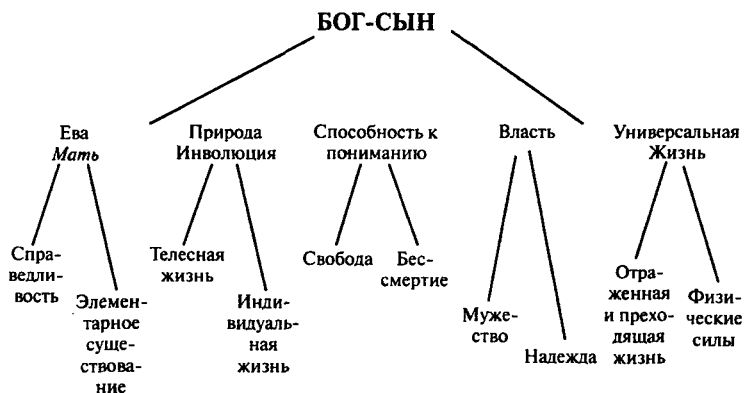 БОГ-СЫН
Ева
Мать
Природа
Инволюция
Способность к
пониманию
Власть
Универсальная
Жизнь
Спра-
ведли-
вость
Элемен-
тарное
суще-
ствова-
ние
Телесная
жизнь
Инди-
видуаль-
ная
жизнь
Свобода
Бес-
смертие
Муже-
ство
Надежда
Отра-
женная
и прехо-
дящая
жизнь
Физи-
ческие
силы